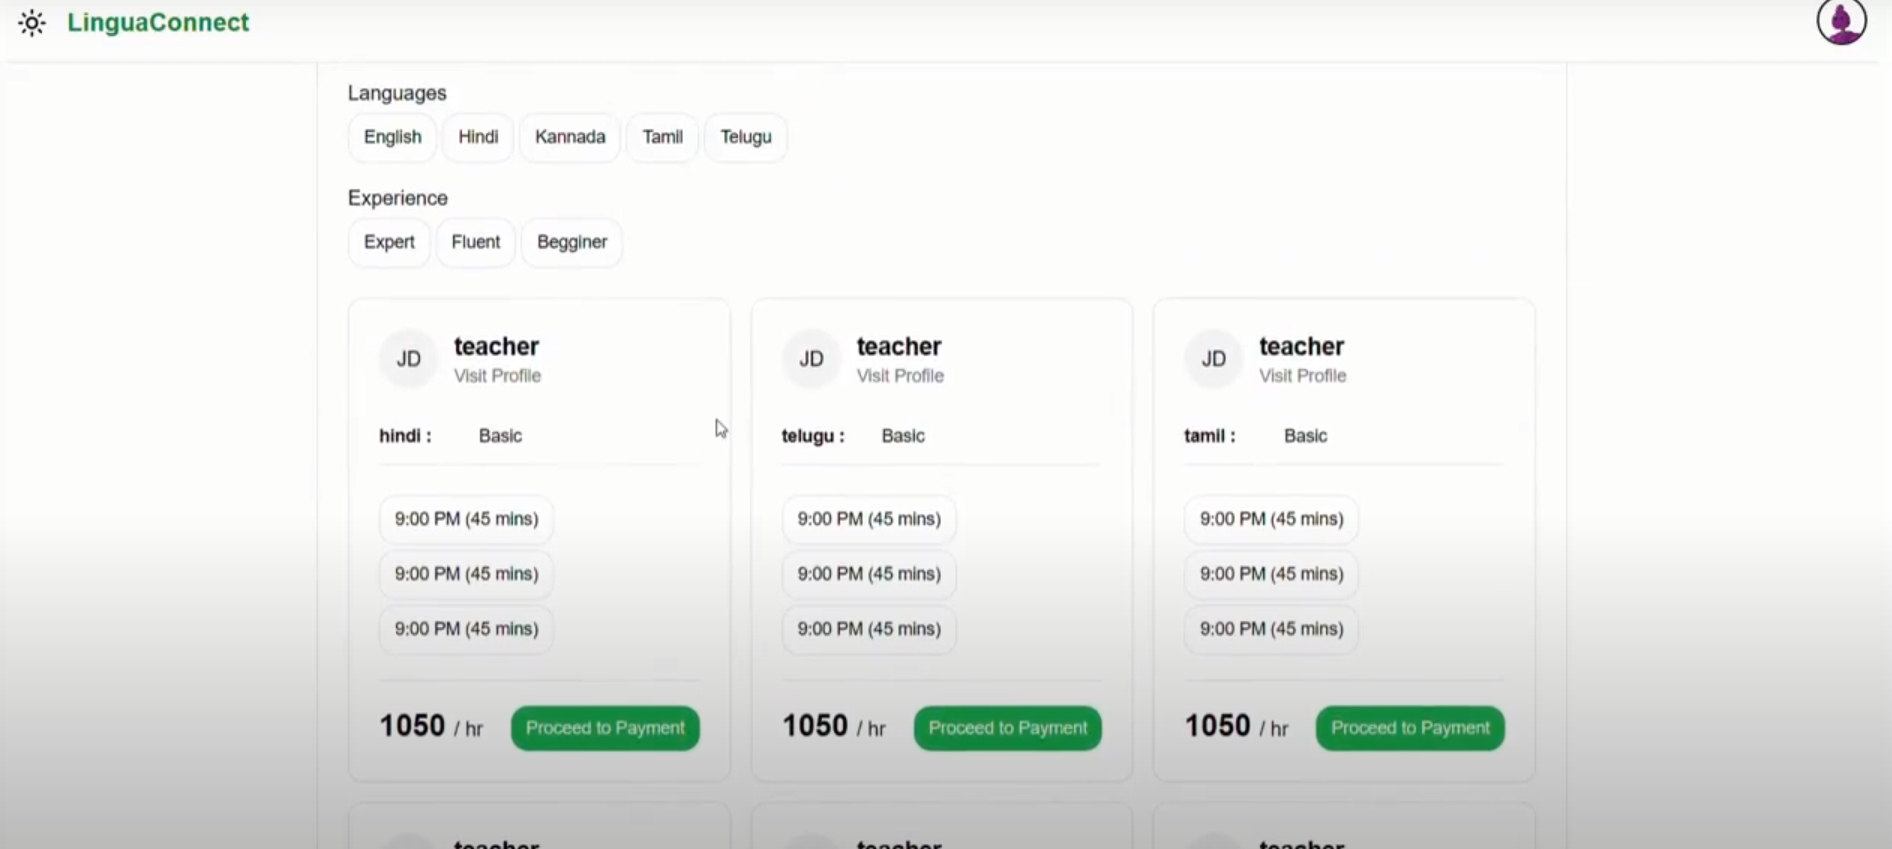 LinguaConnect
Languages
English Hindi Kannada Tamil Telugu
Experience
Expert Fluent Begginer
JD teacher
Visit Profile
hindi : Basic
9:00 PM (45 mins)
9:00 PM (45 mins)
9:00 PM (45 mins)
1050 / hr Proceed to Payment
JD teacher
Visit Profile
telugu : Basic
9:00 PM (45 mins)
9:00 PM (45 mins)
9:00 PM (45 mins)
1050 / hr Proceed to Payment
JD teacher
Visit Profile
tamil : Basic
9:00 PM (45 mins)
9:00 PM (45 mins)
9:00 PM (45 mins)
1050 / hr Proceed to Payment
teacher
teacher
teacher